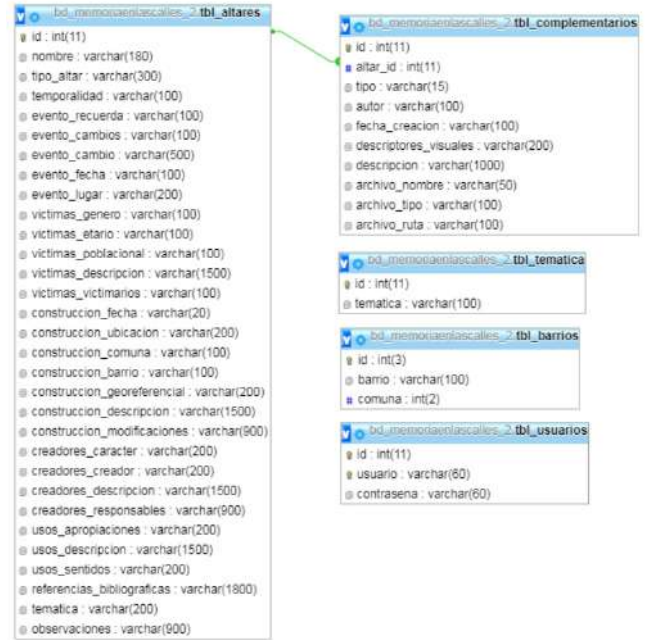 bd_memoriaenlascalles_2.tbl_altares
id : int(11)
nombre : varchar(180)
tipo_altar : varchar(300)
temporalidad : varchar(100)
evento_recuerda : varchar(100)
evento_cambios : varchar(100)
evento_cambio : varchar(500)
evento_fecha : varchar(100)
evento_lugar : varchar(200)
victimas_genero : varchar(100)
victimas_etario : varchar(100)
victimas_poblacional : varchar(100)
victimas_descripcion : varchar(1500)
victimas_victimarios : varchar(100)
construccion_fecha : varchar(20)
construccion_ubicacion : varchar(200)
construccion_comuna : varchar(100)
construccion_barrio : varchar(100)
construccion_georeferencial : varchar(200)
construccion_descripcion : varchar(1500)
construccion_modificaciones : varchar(900)
creadores_caracter : varchar(200)
creadores_creador : varchar(200)
creadores_descripcion : varchar(1500)
creadores_responsables : varchar(900)
usos_apropiaciones : varchar(200)
usos_descripcion : varchar(1500)
usos_sentidos : varchar(200)
referencias_bibliograficas : varchar(1800)
tematica : varchar(200)
observaciones : varchar(900)
bd_memoriaenlascalles_2.tbl_complementarios
id : int(11)
altar_id : int(11)
tipo : varchar(15)
autor : varchar(100)
fecha_creacion : varchar(100)
descriptores_visuales : varchar(200)
descripcion : varchar(1000)
archivo_nombre : varchar(50)
archivo_tipo : varchar(100)
archivo_ruta : varchar(100)
bd_memoriaenlascalles_2.tbl_tematica
id : int(11)
tematica : varchar(100)
bd_memoriaenlascalles_2.tbl_barrios
id : int(3)
barrio : varchar(100)
comuna : int(2)
bd_memoriaenlascalles_2.tbl_usuarios
id : int(11)
usuario : varchar(60)
contrasena : varchar(60)